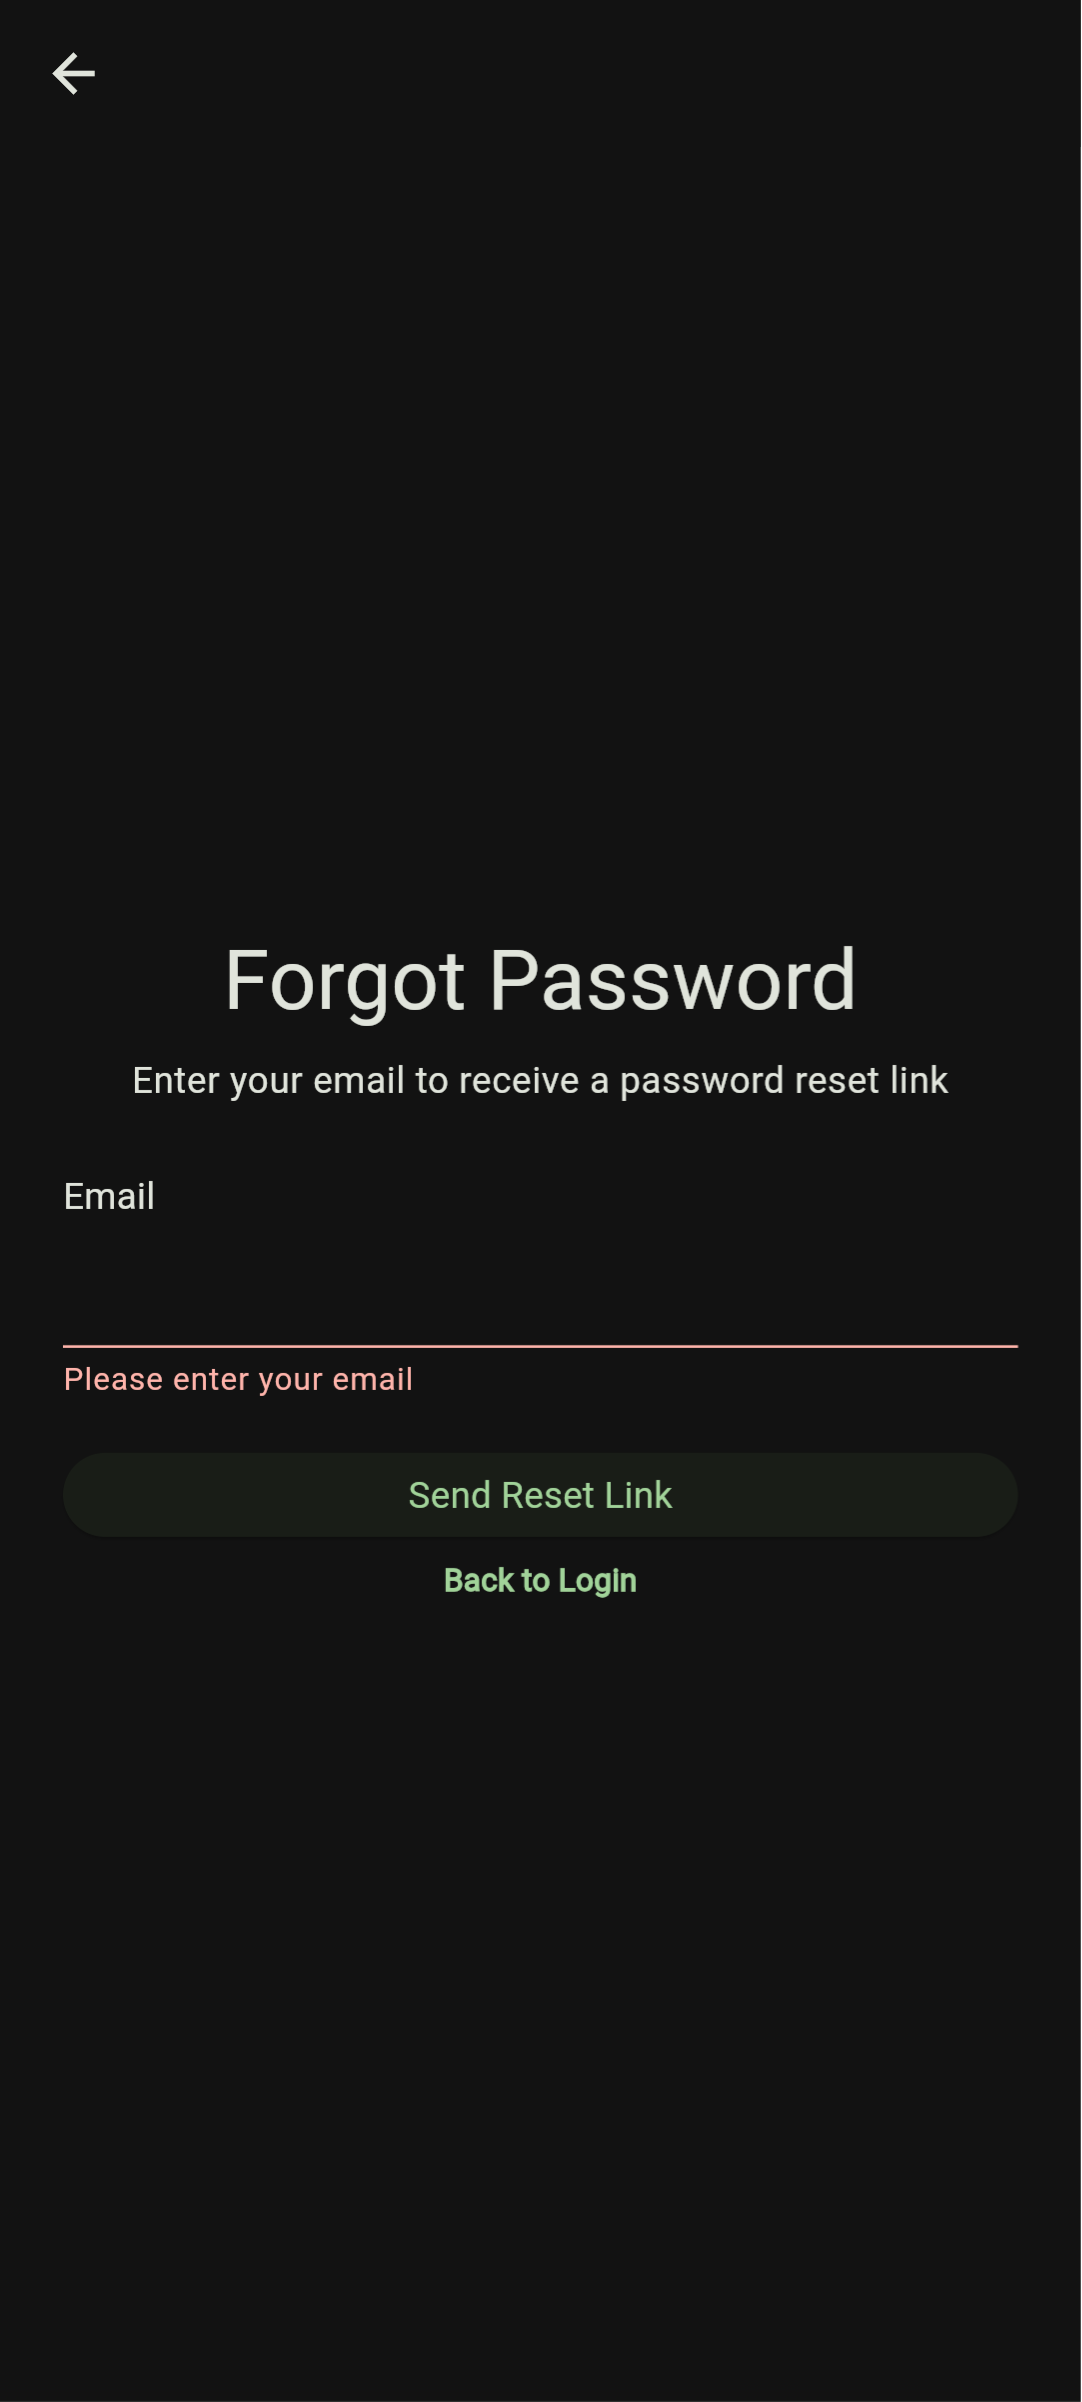 Forgot Password
Enter your email to receive a password reset link
Email
Please enter your email
Send Reset Link
Back to Login